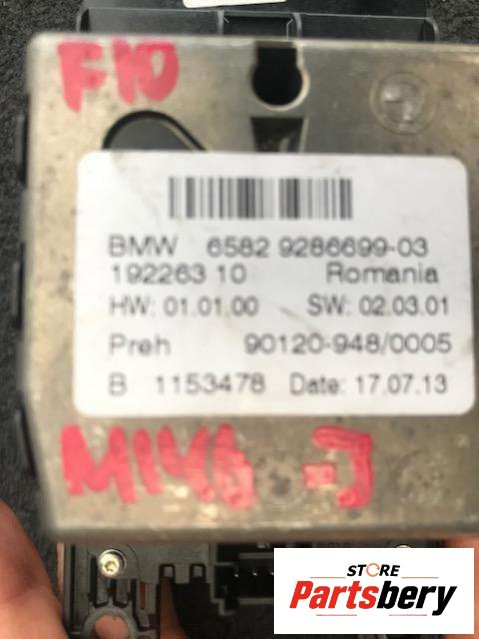 F10
BMW 6582 9286699-03
192263 10 Romania
HW: 01.01.00 SW: 02.03.01
Preh 90120-948/0005
B 1153478 Date: 17.07.13
STORE
Partsbery